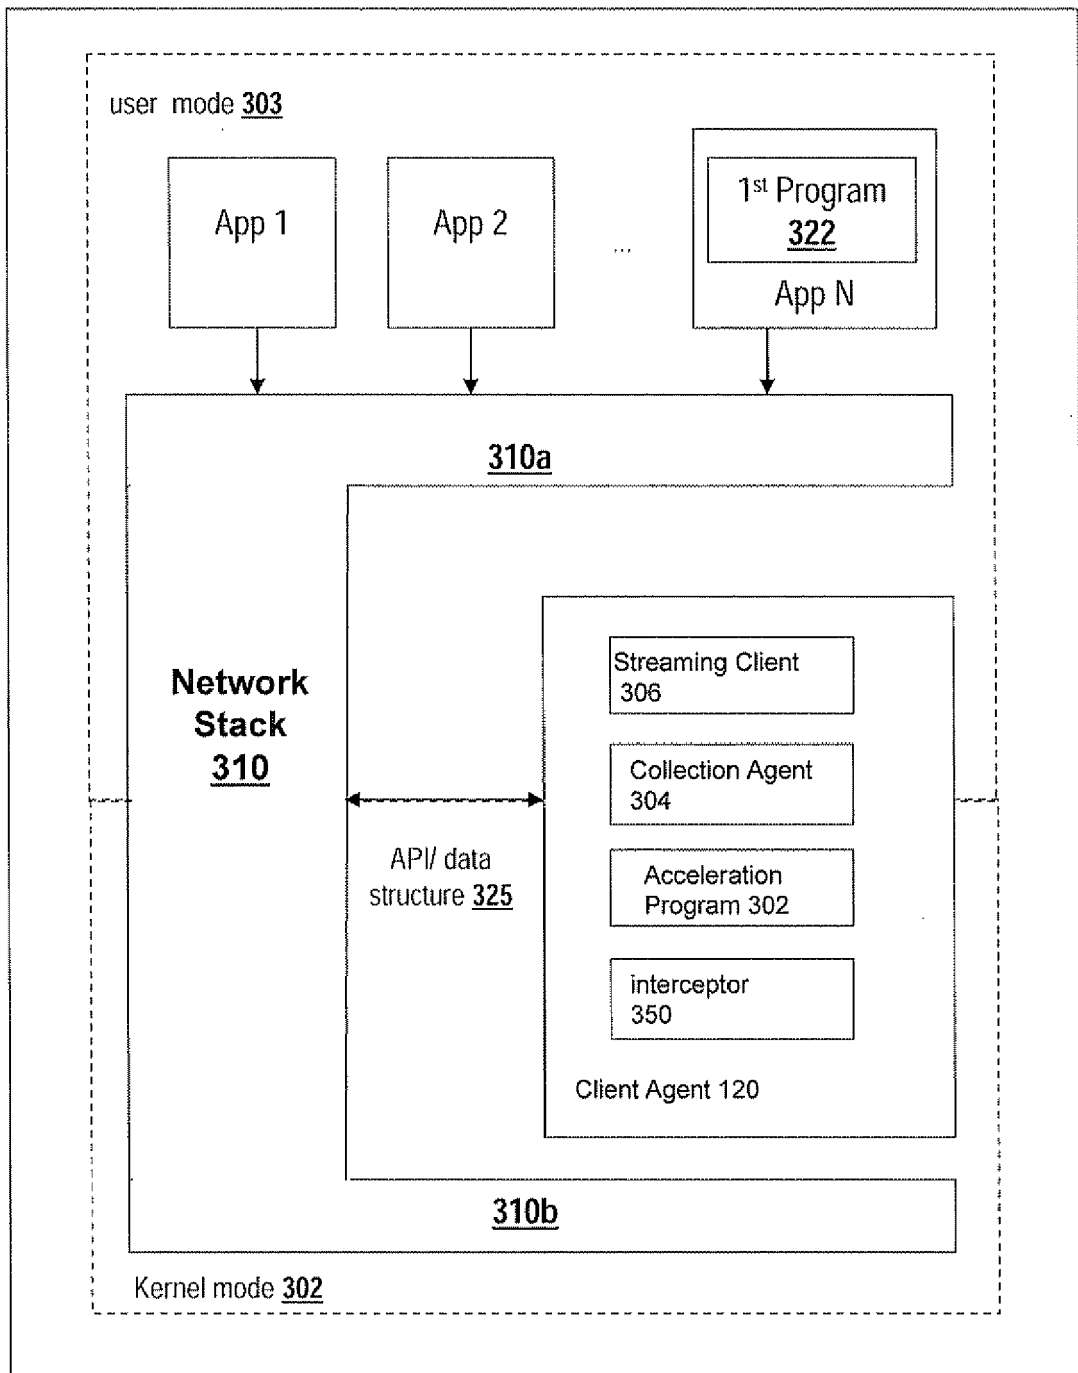 user mode 303
App 1
App 2
...
1st Program
322
App N
310a
Network
Stack
310
Streaming Client
306
Collection Agent
304
API/ data
structure 325
Acceleration
Program 302
interceptor
350
Client Agent 120
310b
Kernel mode 302